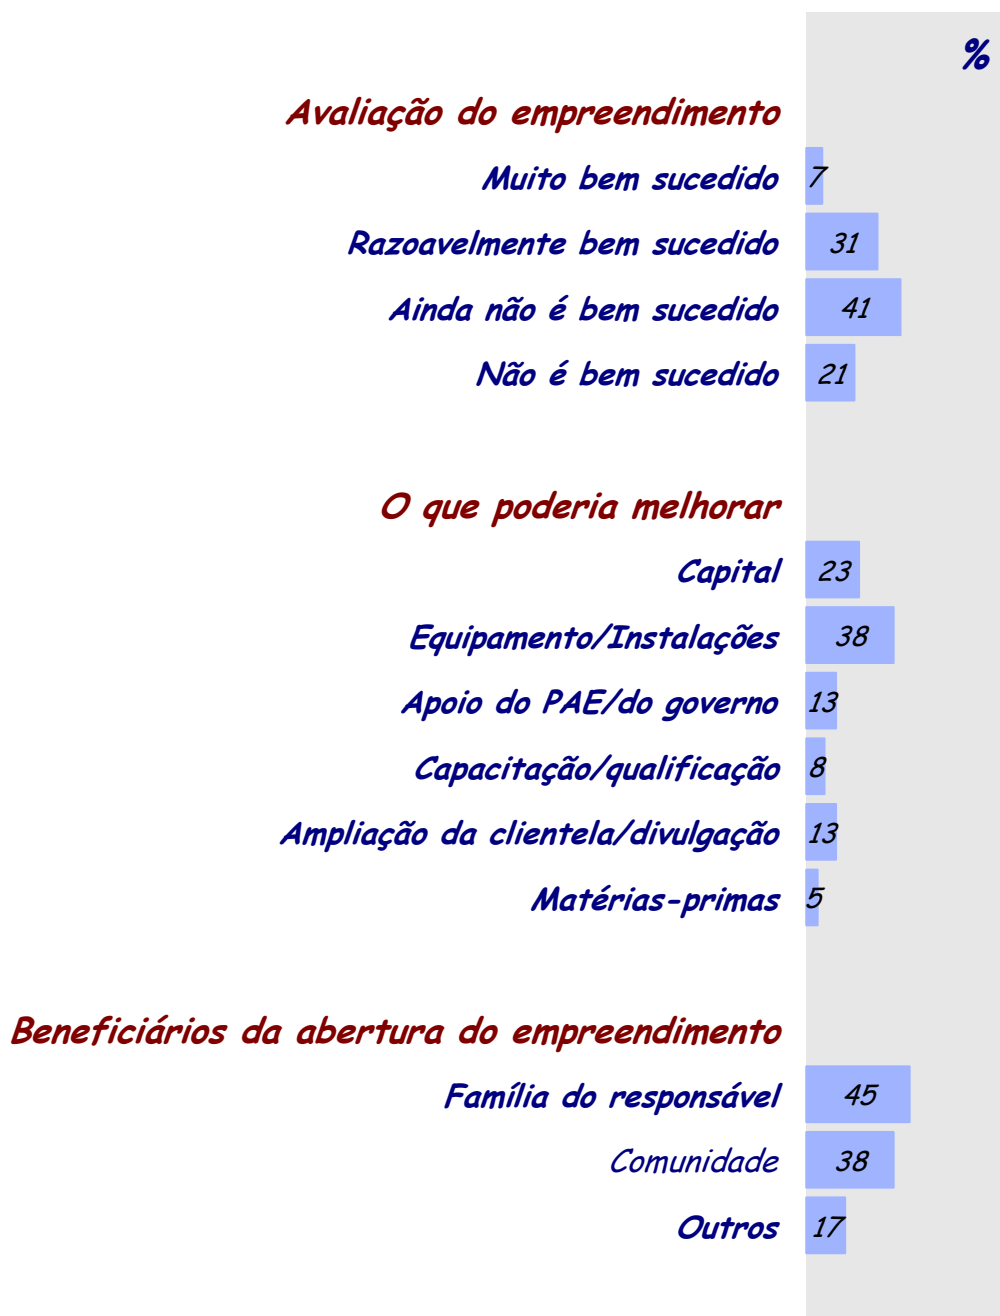 %
Avaliação do empreendimento
Muito bem sucedido 7
Razoavelmente bem sucedido 31
Ainda não é bem sucedido 41
Não é bem sucedido 21
O que poderia melhorar
Capital 23
Equipamento/Instalações 38
Apoio do PAE/do governo 13
Capacitação/qualificação 8
Ampliação da clientela/divulgação 13
Matérias-primas 5
Beneficiários da abertura do empreendimento
Família do responsável 45
Comunidade 38
Outros 17